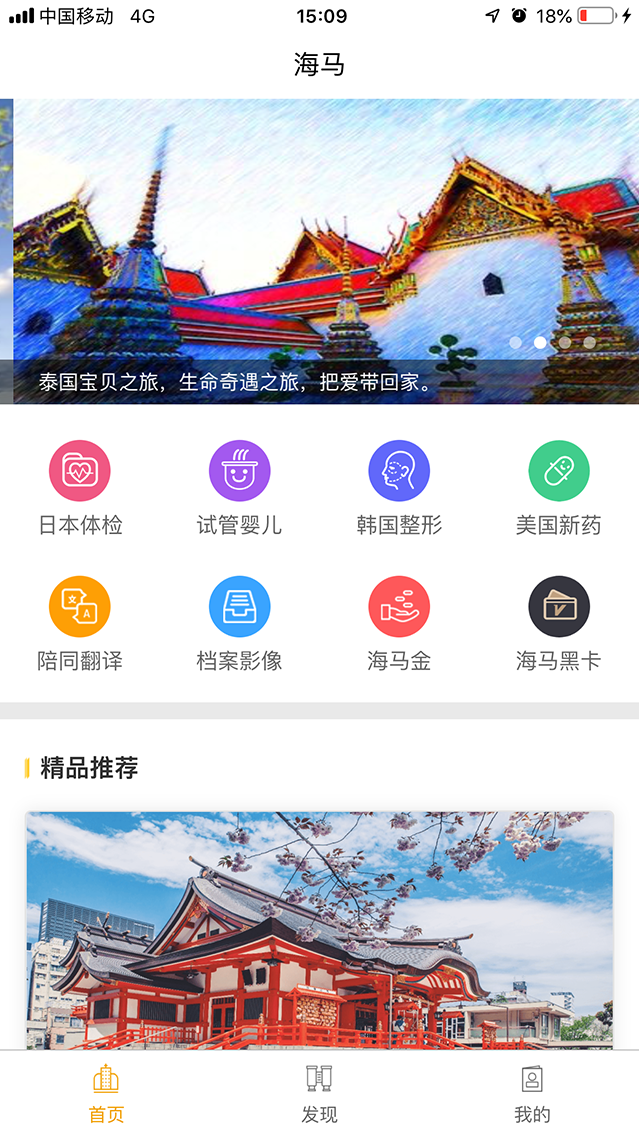 中国移动 4G 15:09 18%
海马
泰国宝贝之旅，生命奇遇之旅，把爱带回家。
日本体检 试管婴儿 韩国整形 美国新药
陪同翻译 档案影像 海马金 海马黑卡
精品推荐
首页 发现 我的